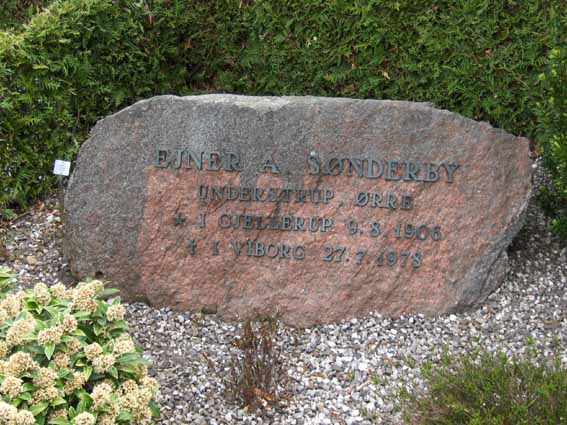 EJNER A. SØNDERBY
UNDERSTRUP, ØRRE
* I GJELLERUP 9.8.1906
† I VIBORG 27.7.1978